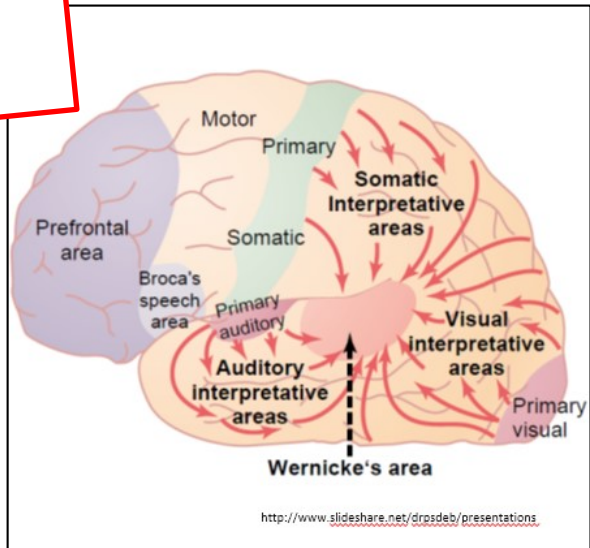 Motor
Primary
Somatic
Interpretative
areas
Prefrontal
area
Somatic
Broca's
speech
area
Primary
auditory
Visual
interpretative
areas
Auditory
interpretative
areas
Primary
visual
Wernicke's area
http://www.slideshare.net/drpsdeb/presentations